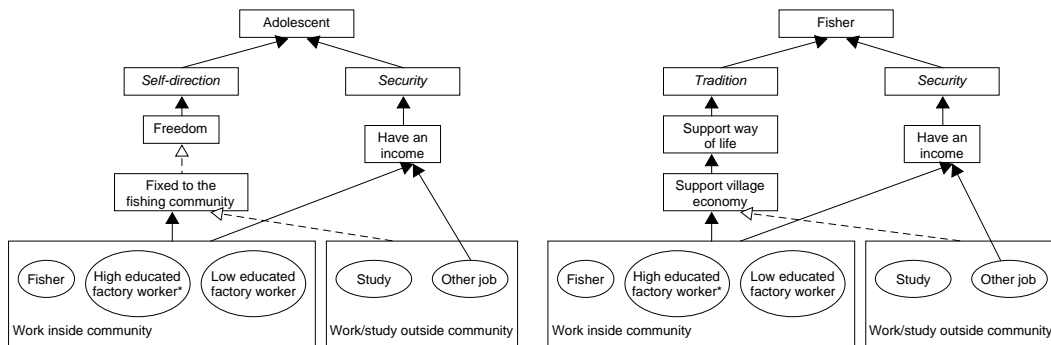 Adolescent
Self-direction
Security
Freedom
Have an
income
Fixed to the
fishing community
Fisher
High educated
factory worker*
Low educated
factory worker
Work inside community
Study
Other job
Work/study outside community
Fisher
Tradition
Security
Support way
of life
Have an
income
Support village
economy
Fisher
High educated
factory worker*
Low educated
factory worker
Work inside community
Study
Other job
Work/study outside community